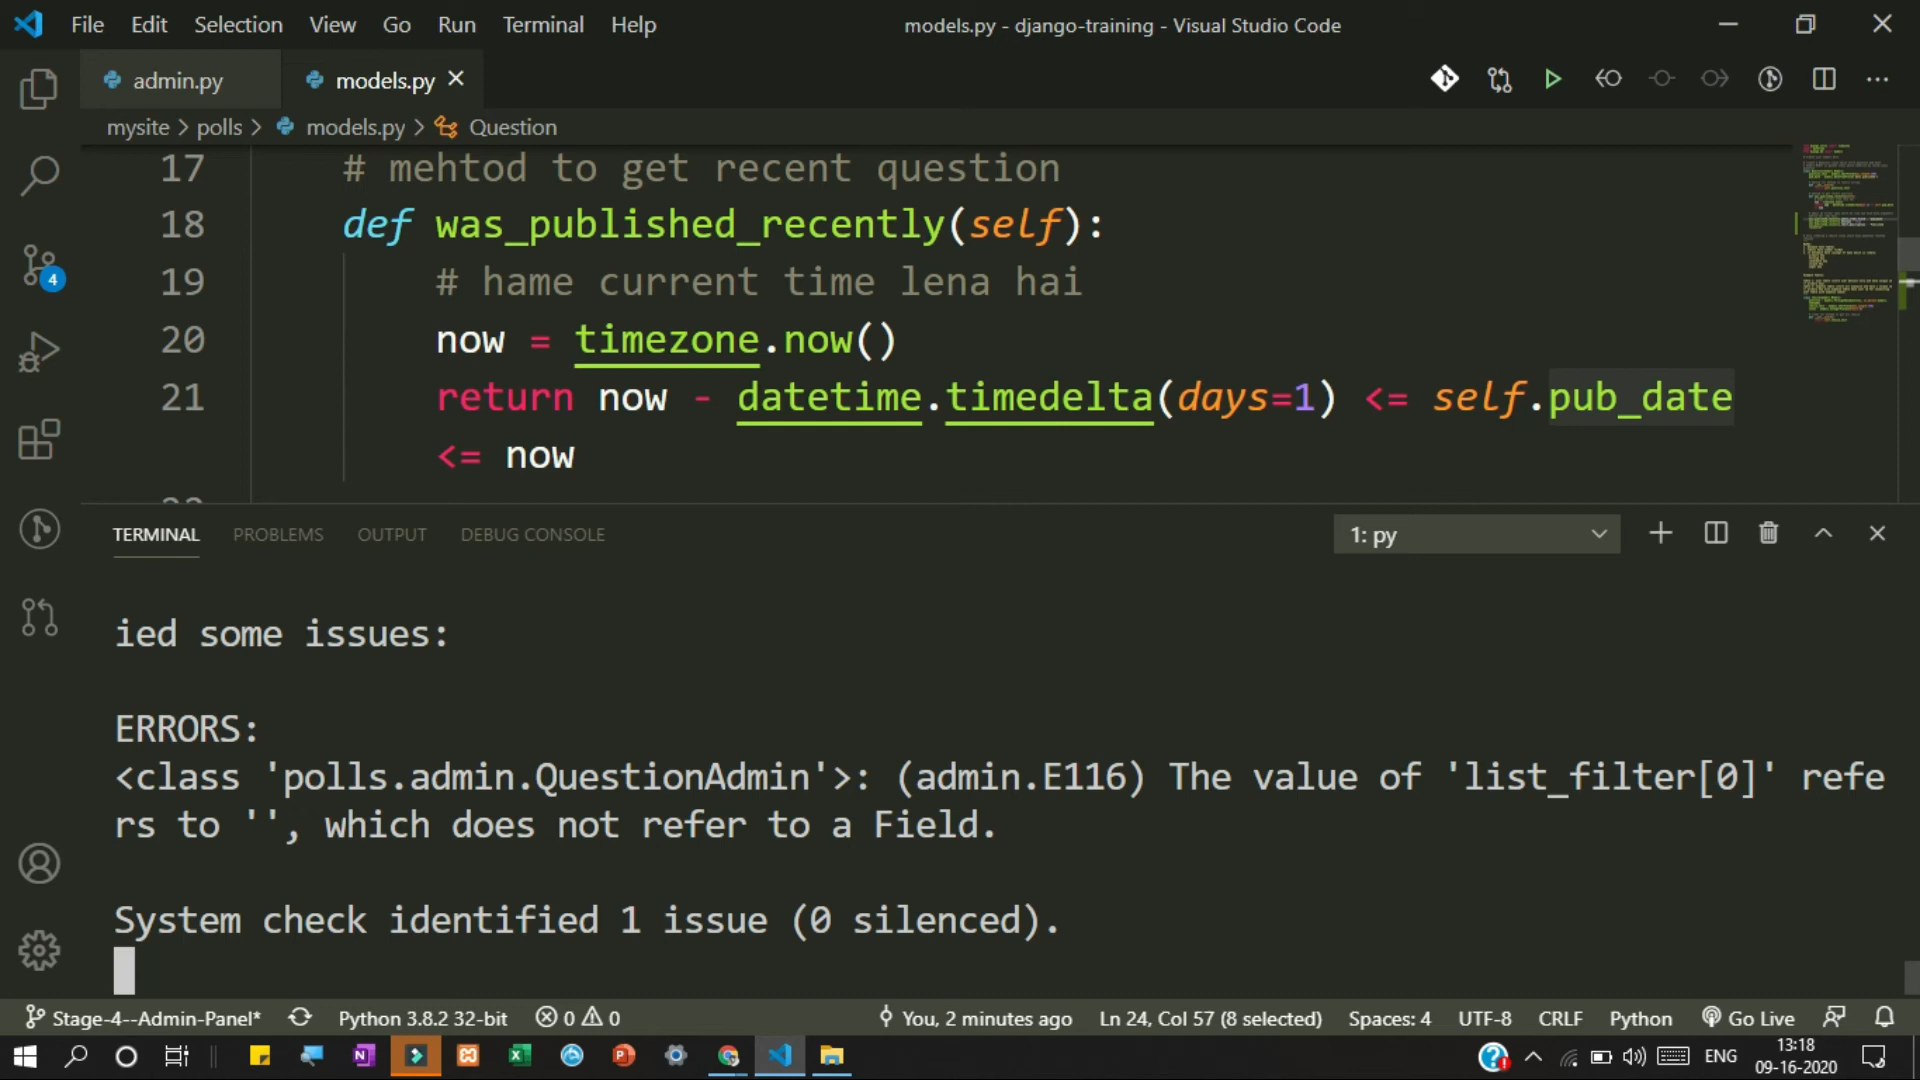 File Edit Selection View Go Run Terminal Help
models.py - django-training - Visual Studio Code
admin.py
models.py
mysite > polls > models.py > Question
17 # mehtod to get recent question
18 def was_published_recently(self):
19 # hame current time lena hai
20 now = timezone.now()
21 return now - datetime.timedelta(days=1) <= self.pub_date
<= now
TERMINAL PROBLEMS OUTPUT DEBUG CONSOLE
1: py
ied some issues:
ERRORS:
<class 'polls.admin.QuestionAdmin'>: (admin.E116) The value of 'list_filter[0]' refe
rs to '', which does not refer to a Field.
System check identified 1 issue (0 silenced).
4
Stage-4--Admin-Panel* Python 3.8.2 32-bit 0 0 You, 2 minutes ago Ln 24, Col 57 (8 selected) Spaces: 4 UTF-8 CRLF Python Go Live
ENG
13:18
09-16-2020